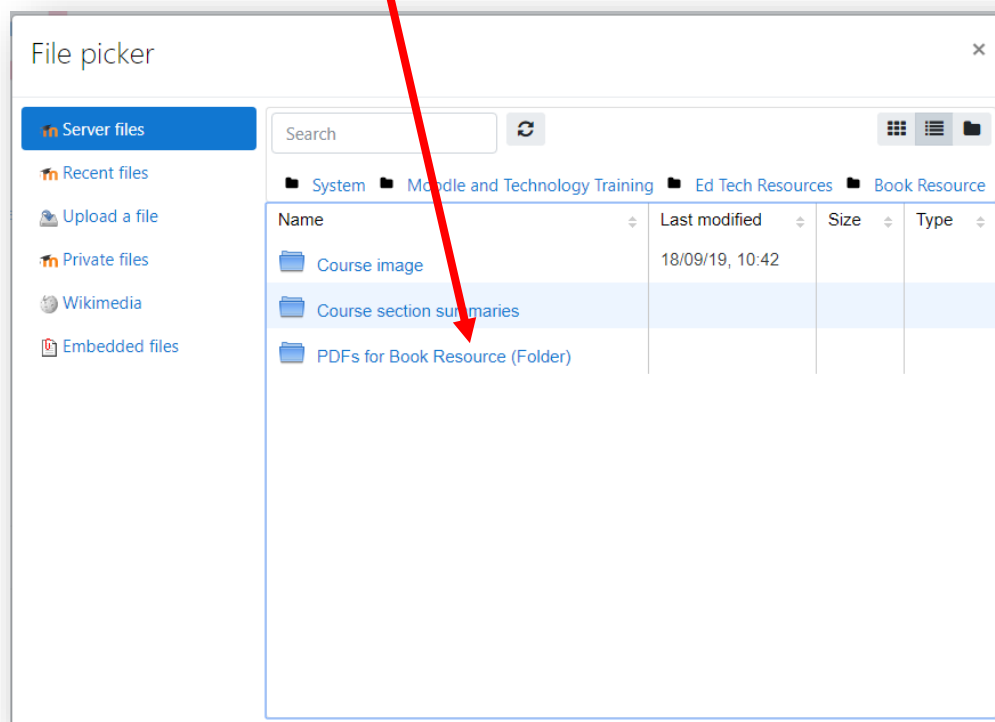 File picker
×
Server files
Recent files
Upload a file
Private files
Wikimedia
Embedded files
Search
System Moodle and Technology Training Ed Tech Resources Book Resource
Name Last modified Size Type
Course image 18/09/19, 10:42
Course section summaries
PDFs for Book Resource (Folder)